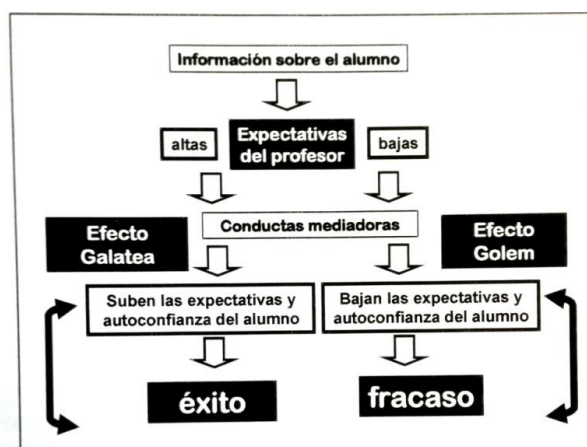 Información sobre el alumno
altas
Expectativas
del profesor
bajas
Conductas mediadoras
Efecto
Galatea
Efecto
Golem
Suben las expectativas y
autoconfianza del alumno
Bajan las expectativas y
autoconfianza del alumno
éxito
fracaso